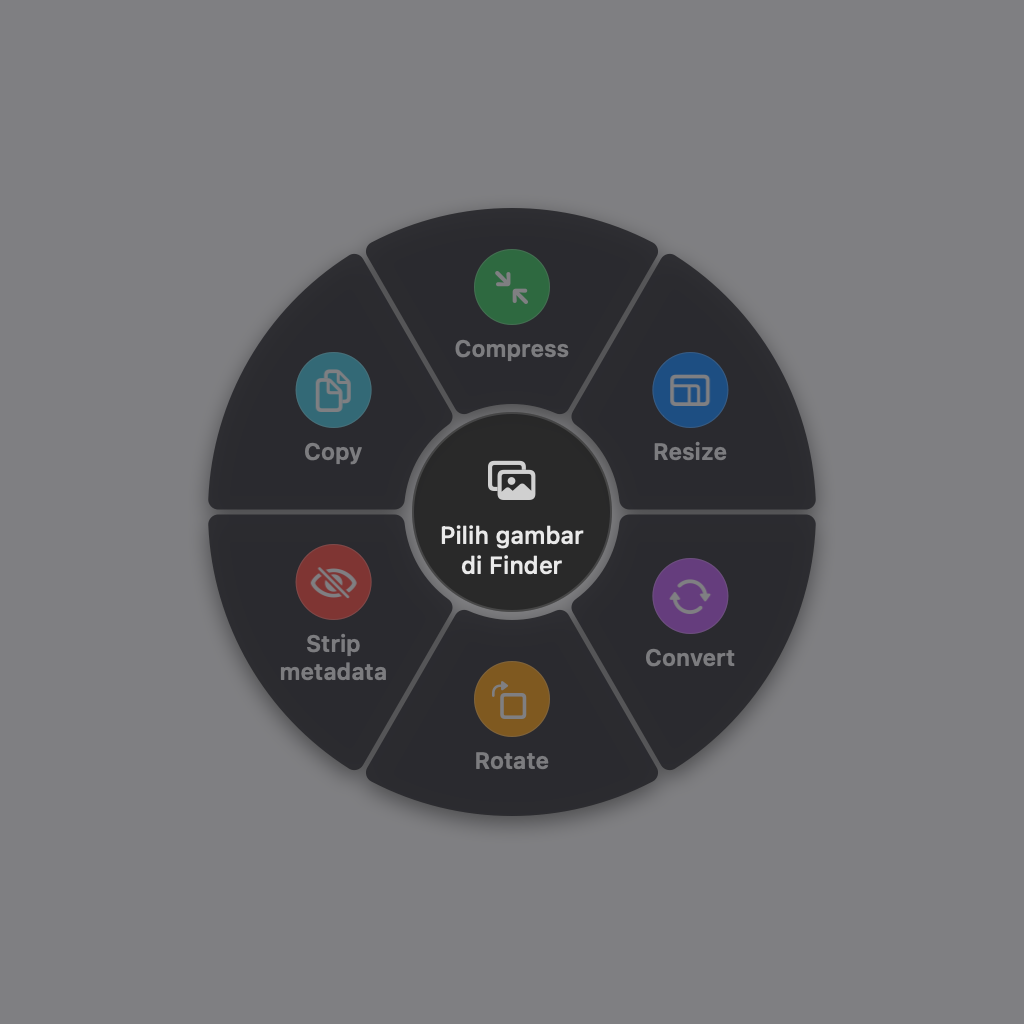 Compress
Copy
Resize
Pilih gambar
di Finder
Strip
metadata
Convert
Rotate